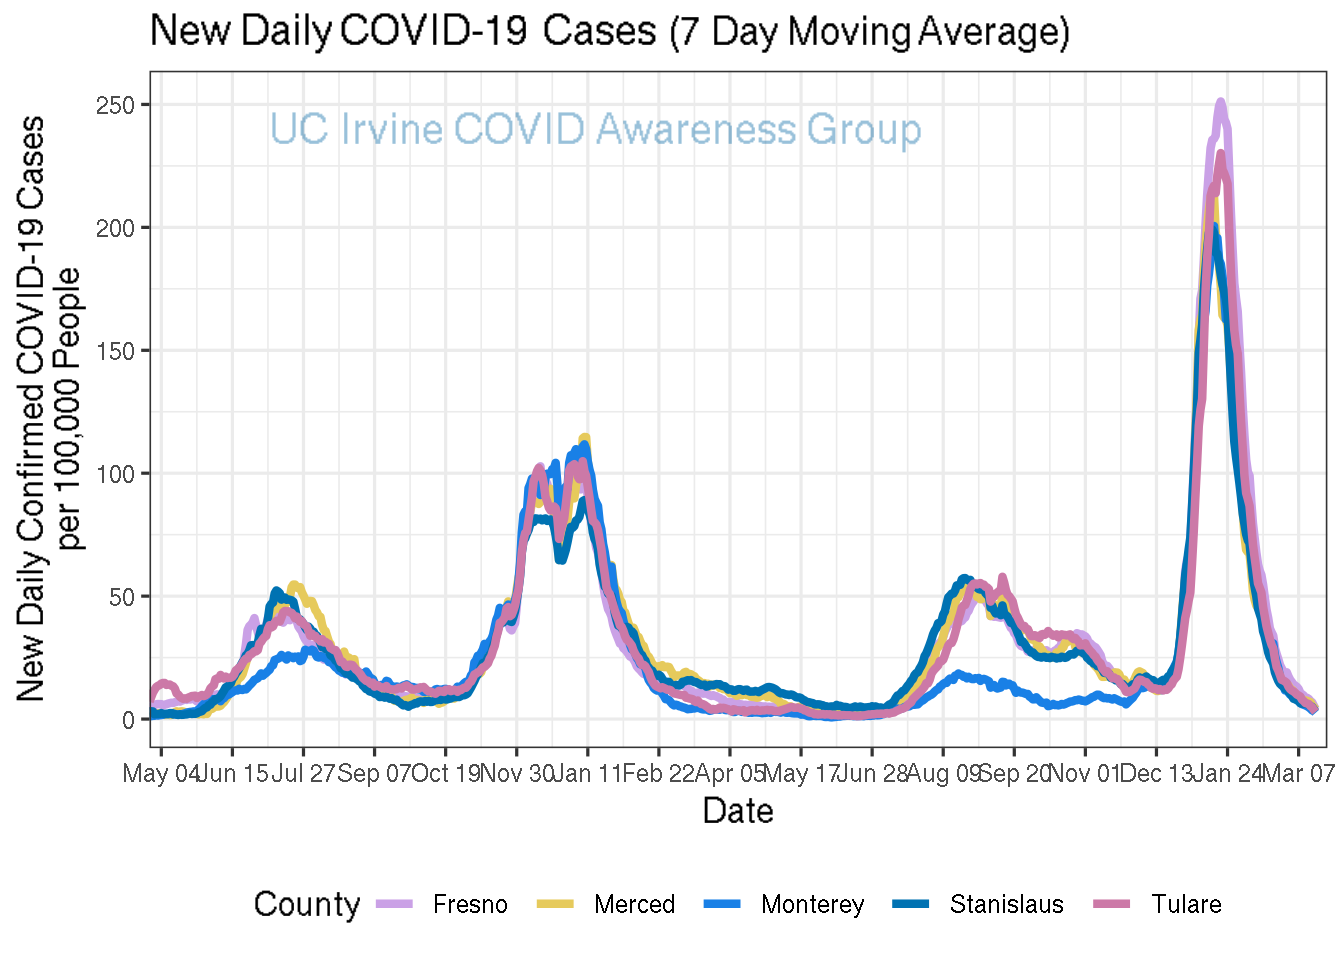 New Daily COVID-19 Cases (7 Day Moving Average)
UC Irvine COVID Awareness Group
New Daily Confirmed COVID-19 Cases
per 100,000 People
250
200
150
100
50
0
May 04 Jun 15 Jul 27 Sep 07 Oct 19 Nov 30 Jan 11 Feb 22 Apr 05 May 17 Jun 28 Aug 09 Sep 20 Nov 01 Dec 13 Jan 24 Mar 07
Date
County Fresno Merced Monterey Stanislaus Tulare